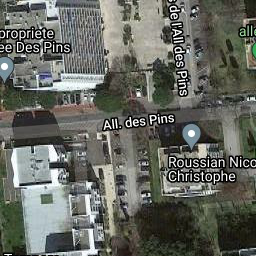 propriete
ee Des Pins
de l'All. des Pins
All. des Pins
Roussian Nico
Christophe